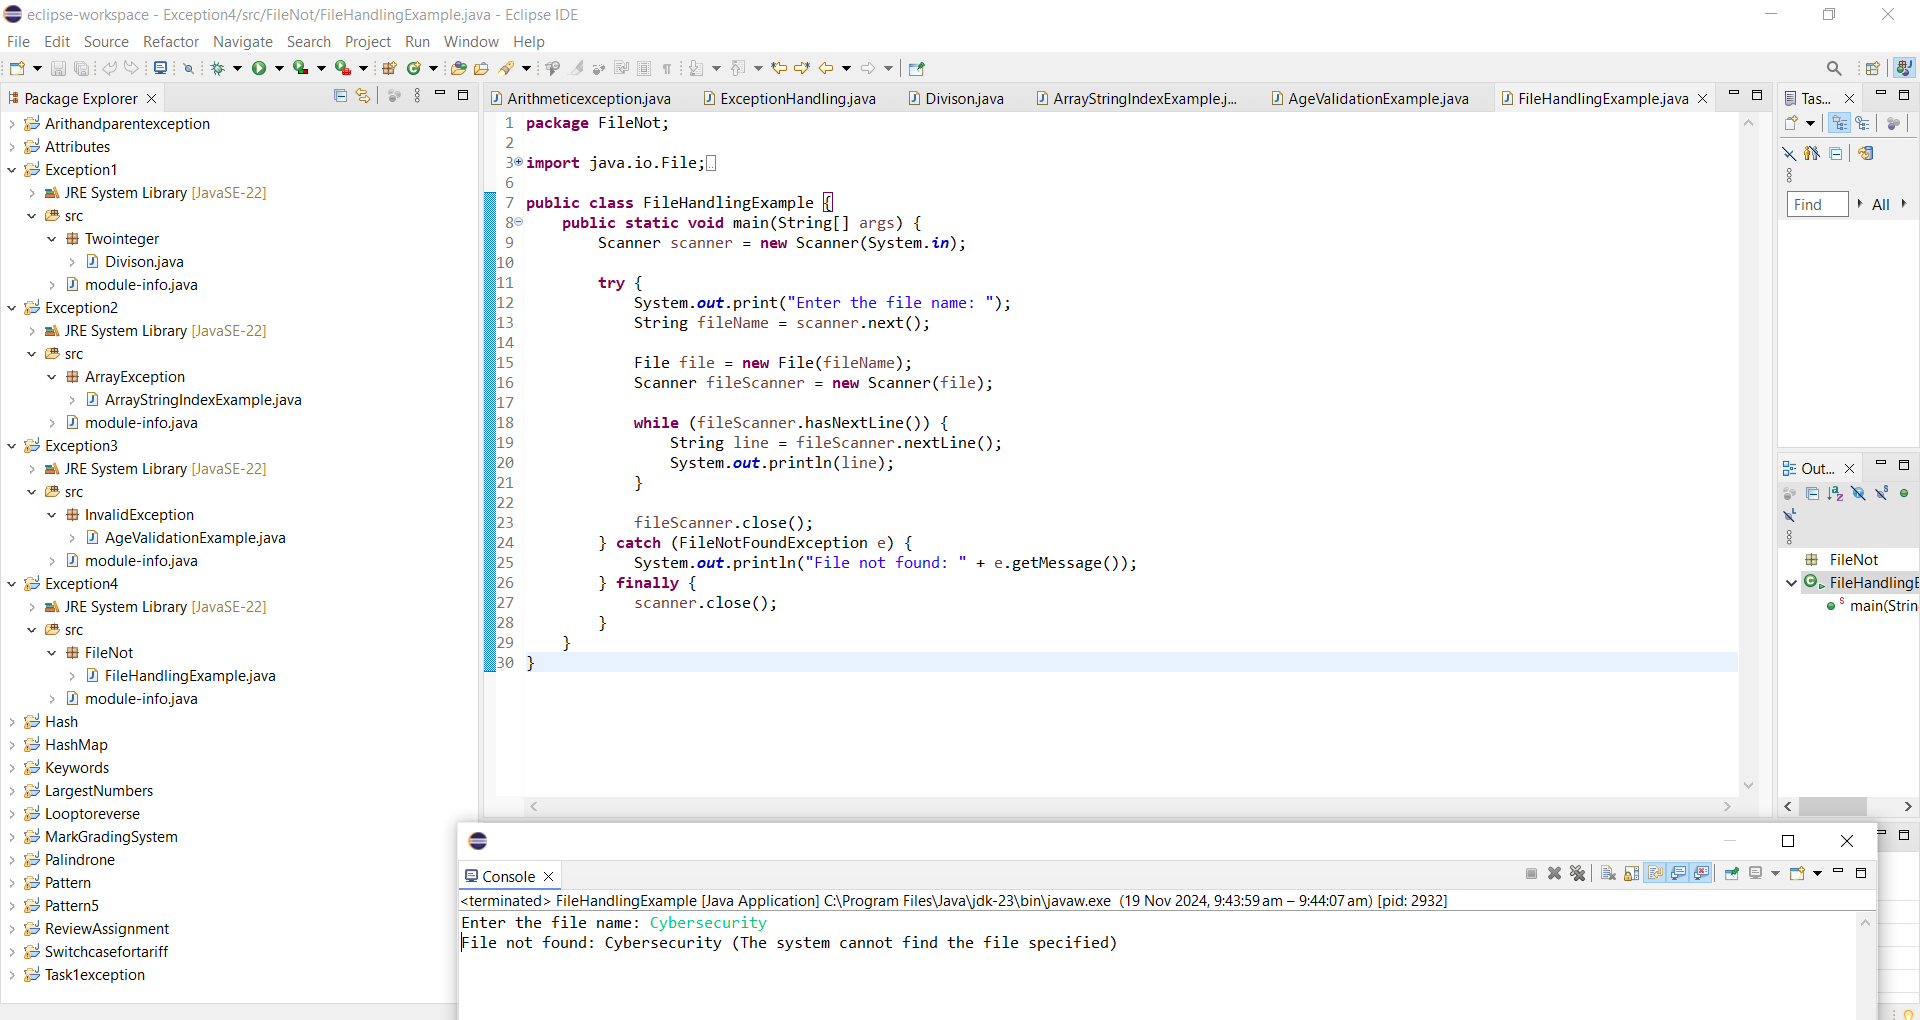 eclipse-workspace - Exception4/src/FileNot/FileHandlingExample.java - Eclipse IDE
File Edit Source Refactor Navigate Search Project Run Window Help
Package Explorer
Arithandparentexception
Attributes
Exception1
JRE System Library [JavaSE-22]
src
Twointeger
Divison.java
module-info.java
Exception2
JRE System Library [JavaSE-22]
src
ArrayException
ArrayStringIndexExample.java
module-info.java
Exception3
JRE System Library [JavaSE-22]
src
InvalidException
AgeValidationExample.java
module-info.java
Exception4
JRE System Library [JavaSE-22]
src
FileNot
FileHandlingExample.java
module-info.java
Hash
HashMap
Keywords
LargestNumbers
Looptoreverse
MarkGradingSystem
Palindrone
Pattern
Pattern5
ReviewAssignment
Switchcasefortariff
Task1exception
Arithmeticexception.java ExceptionHandling.java Divison.java ArrayStringIndexExample.j... AgeValidationExample.java FileHandlingExample.java
1 package FileNot;
2
3 import java.io.File;
6
7 public class FileHandlingExample {
8 public static void main(String[] args) {
9 Scanner scanner = new Scanner(System.in);
10
11 try {
12 System.out.print("Enter the file name: ");
13 String fileName = scanner.next();
14
15 File file = new File(fileName);
16 Scanner fileScanner = new Scanner(file);
17
18 while (fileScanner.hasNextLine()) {
19 String line = fileScanner.nextLine();
20 System.out.println(line);
21 }
22
23 fileScanner.close();
24 } catch (FileNotFoundException e) {
25 System.out.println("File not found: " + e.getMessage());
26 } finally {
27 scanner.close();
28 }
29 }
30 }
Tas...
Find All
Out...
FileNot
FileHandlingE
main(Strin
Console
<terminated> FileHandlingExample [Java Application] C:\Program Files\Java\jdk-23\bin\javaw.exe (19 Nov 2024, 9:43:59 am – 9:44:07 am) [pid: 2932]
Enter the file name: Cybersecurity
File not found: Cybersecurity (The system cannot find the file specified)